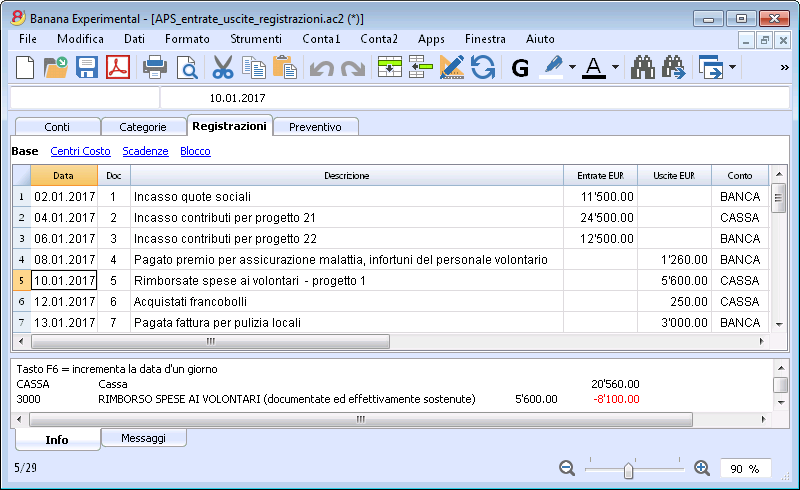 Banana Experimental - [APS_entrate_uscite_registrazioni.ac2 (*)]
File Modifica Dati Formato Strumenti Conta1 Conta2 Apps Finestra Aiuto
G A »
10.01.2017
Conti Categorie Registrazioni Preventivo
Base Centri Costo Scadenze Blocco
Data Doc Descrizione Entrate EUR Uscite EUR Conto
1 02.01.2017 1 Incasso quote sociali 11'500.00 BANCA
2 04.01.2017 2 Incasso contributi per progetto 21 24'500.00 CASSA
3 06.01.2017 3 Incasso contributi per progetto 22 12'500.00 BANCA
4 08.01.2017 4 Pagato premio per assicurazione malattia, infortuni del personale volontario 1'260.00 BANCA
5 10.01.2017 5 Rimborsate spese ai volontari - progetto 1 5'600.00 CASSA
6 12.01.2017 6 Acquistati francobolli 250.00 CASSA
7 13.01.2017 7 Pagata fattura per pulizia locali 3'000.00 BANCA
Tasto F6 = incrementa la data d'un giorno
CASSA Cassa 20'560.00
3000 RIMBORSO SPESE AI VOLONTARI (documentate ed effettivamente sostenute) 5'600.00 -8'100.00
Info Messaggi
5/29 90 %